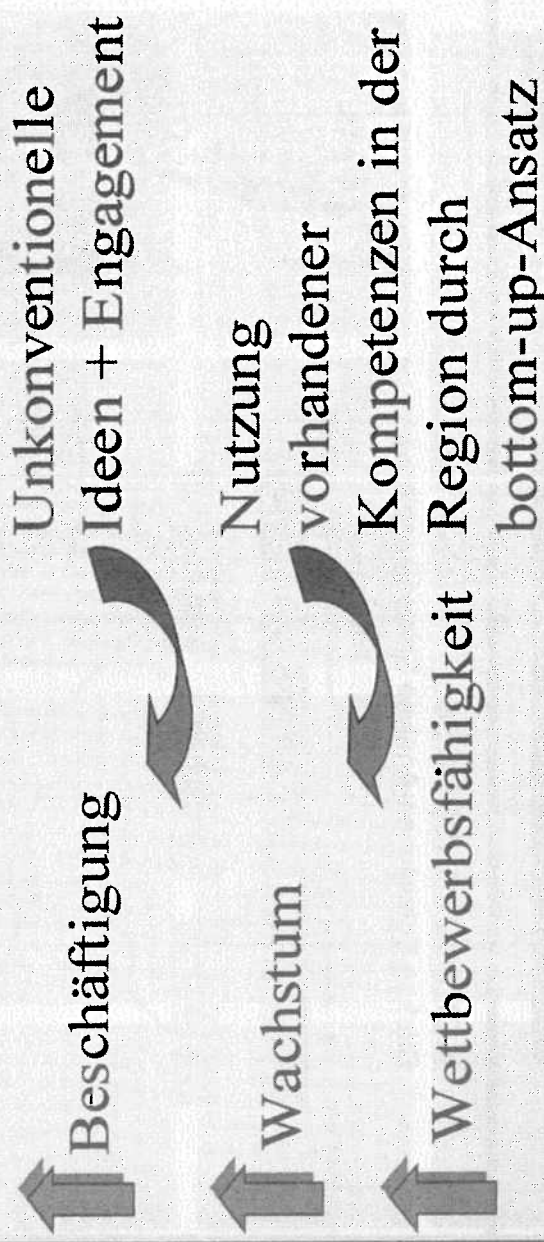 Beschäftigung
Wachstum
Wettbewerbsfähigkeit
Unkonventionelle
Ideen + Engagement
Nutzung
vorhandener
Kompetenzen in der
Region durch
bottom-up-Ansatz